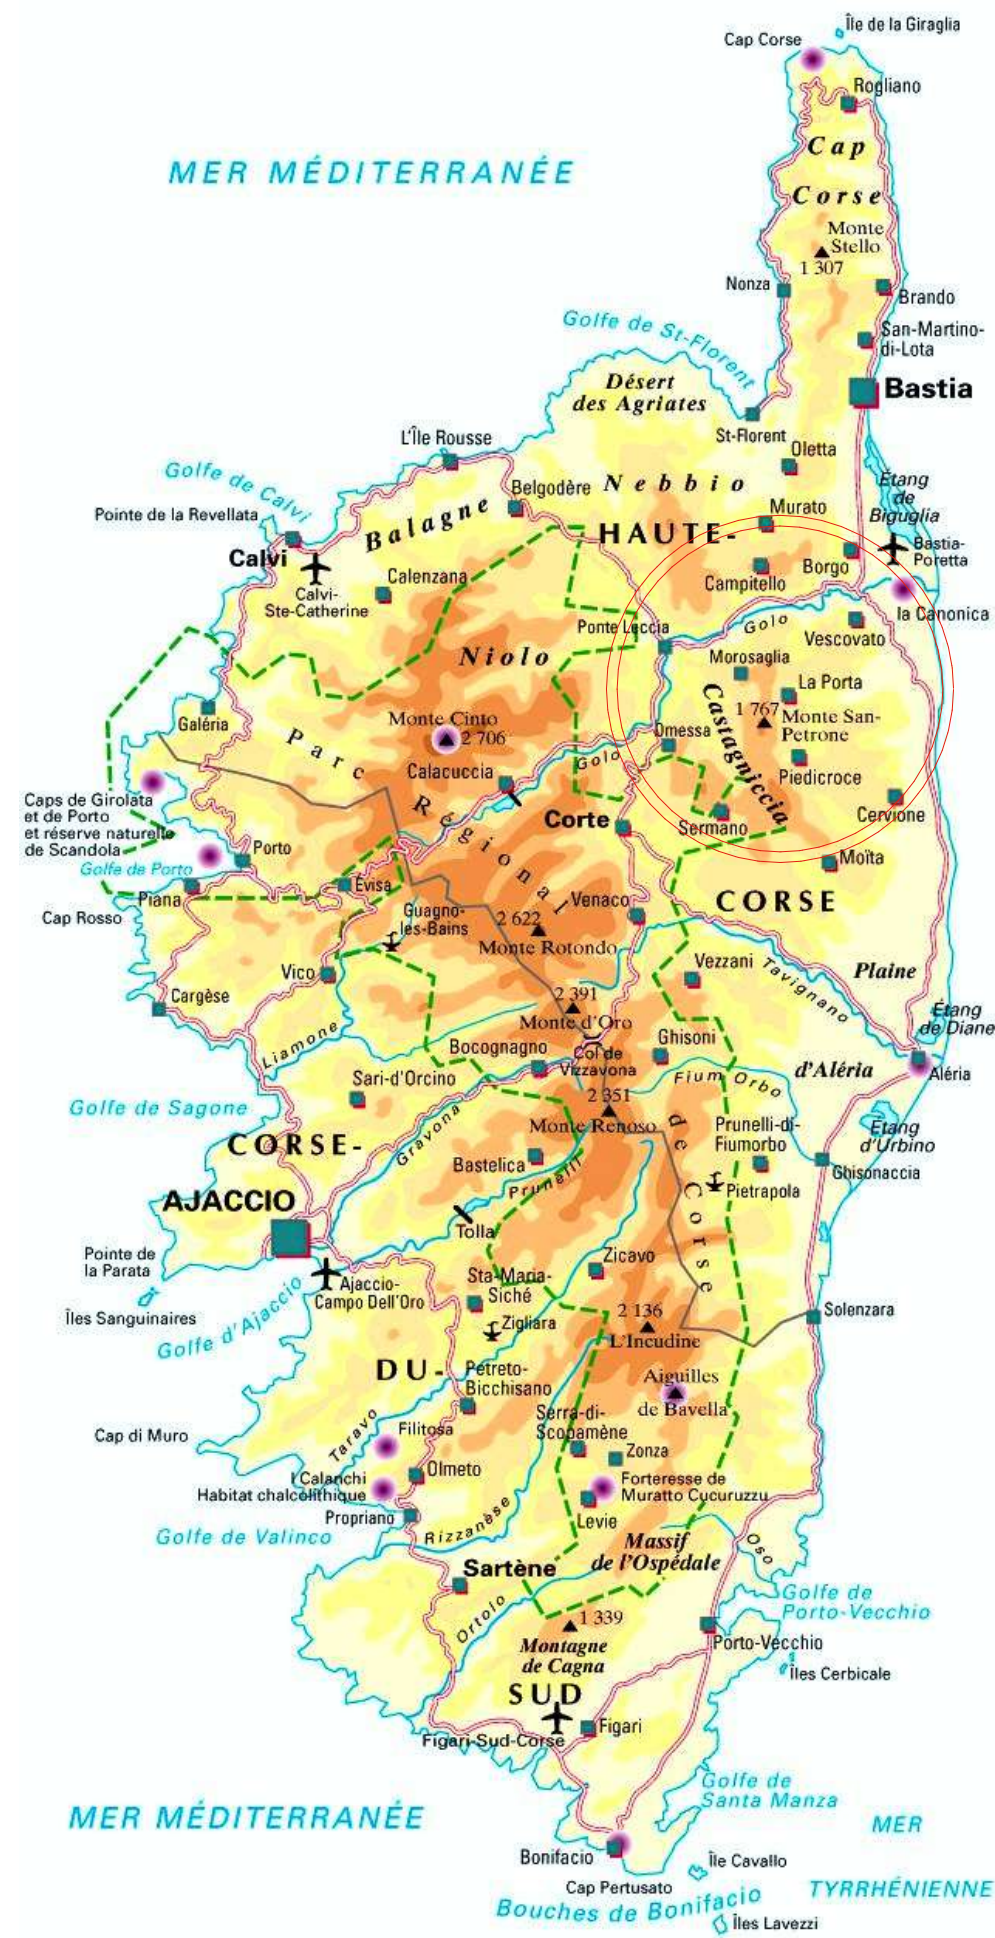 Île de la Giraglia
Cap Corse
Rogliano
Cap
Corse
MER MÉDITERRANÉE
Monte
Stello
1 307
Nonza
Brando
Golfe de St-Florent
San-Martino-
di-Lota
Désert
des Agriates
Bastia
St-Florent
L'Île Rousse
Oletta
Golfe de Calvi
Belgodère
Nebbio
Étang
de
Biguglia
Pointe de la Revellata
Balagne
Murato
HAUTE-
Calvi
Borgo
Bastia-
Poretta
Calenzana
Campitello
Calvi-
Ste-Catherine
la Canonica
Ponte Leccia
Golo
Vescovato
Niolo
Morosaglia
La Porta
Castagniccia
1 767
Monte San-
Petrone
Galéria
Monte Cinto
2 706
Omessa
Parc
Golo
Calacuccia
Piedicroce
Caps de Girolata
et de Porto
et réserve naturelle
de Scandola
Régional
Corte
Sermano
Cervione
Porto
Golfe de Porto
Moïta
Évisa
Piana
Cap Rosso
Guagno-
les-Bains
Venaco
CORSE
2 622
Monte Rotondo
Vico
Vezzani
Tavignano
Plaine
Cargèse
2 391
Monte d'Oro
Étang
de Diane
Liamone
Bocognagno
Col de
Vizzavona
Ghisoni
Sari-d'Orcino
Fium Orbo
d'Aléria
Aléria
Golfe de Sagone
2 351
Monte Renoso
de
Prunelli-di-
Fiumorbo
Étang
d'Urbino
CORSE-
Gravona
Bastelica
Prunelli
Ghisonaccia
Pietrapola
AJACCIO
Corse
Tolla
Pointe de
la Parata
Zicavo
Ajaccio-
Campo Dell'Oro
Sta-Maria-
Siché
Îles Sanguinaires
Golfe d'Ajaccio
2 136
L'Incudine
Solenzara
Zigliara
DU-
Petreto-
Bicchisano
Aiguilles
de Bavella
Cap di Muro
Taravo
Filitosa
Serra-di-
Scopamène
Zonza
Olmeto
I Calanchi
Habitat chalcolithique
Forteresse de
Muratto Cucuruzzu
Propriano
Levie
Golfe de Valinco
Rizzanèse
Massif
de l'Ospédale
Oso
Sartène
Golfe de
Porto-Vecchio
Ortolo
1 339
Porto-Vecchio
Montagne
de Cagna
Îles Cerbicale
SUD
Figari
Figari-Sud-Corse
Golfe de
Santa Manza
MER MÉDITERRANÉE
MER
TYRRHÉNIENNE
Bonifacio
Île Cavallo
Cap Pertusato
Bouches de Bonifacio
Îles Lavezzi